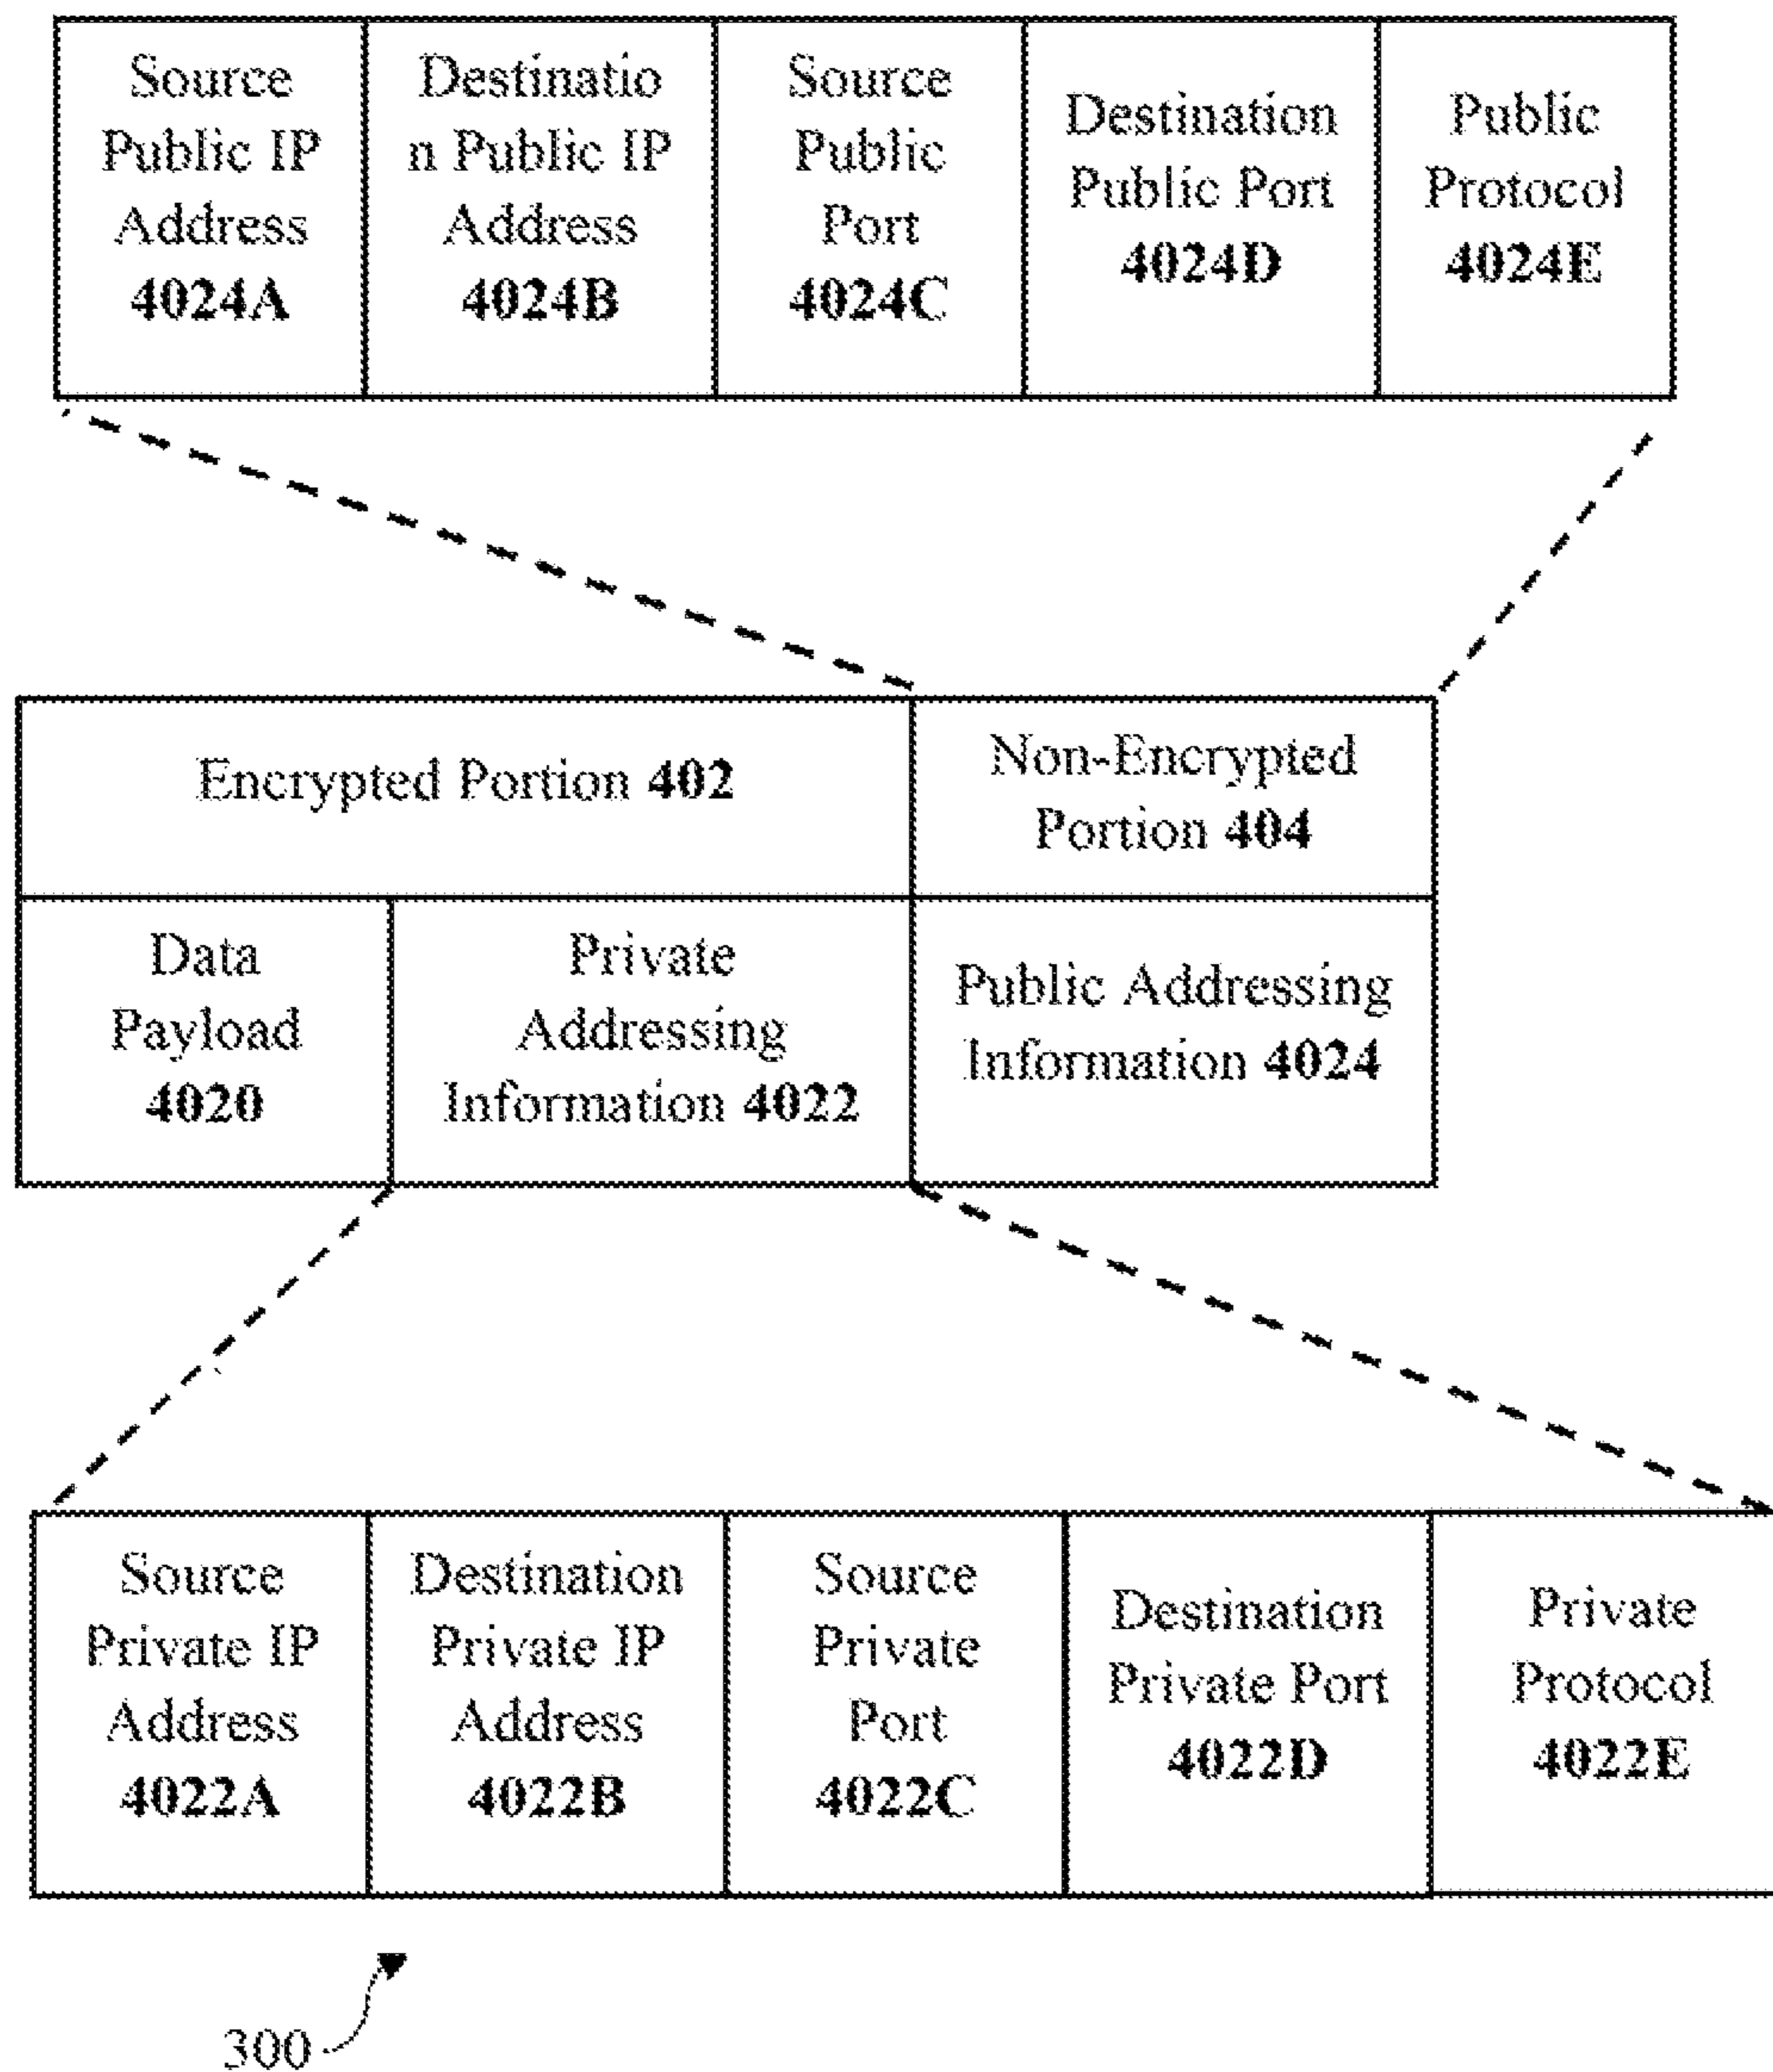 Source
Public IP
Address
4024A
Destinatio
n Public IP
Address
4024B
Source
Public
Port
4024C
Destination
Public Port
4024D
Public
Protocol
4024E
Encrypted Portion 402
Non-Encrypted
Portion 404
Data
Payload
4020
Private
Addressing
Information 4022
Public Addressing
Information 4024
Source
Private IP
Address
4022A
Destination
Private IP
Address
4022B
Source
Private
Port
4022C
Destination
Private Port
4022D
Private
Protocol
4022E
300